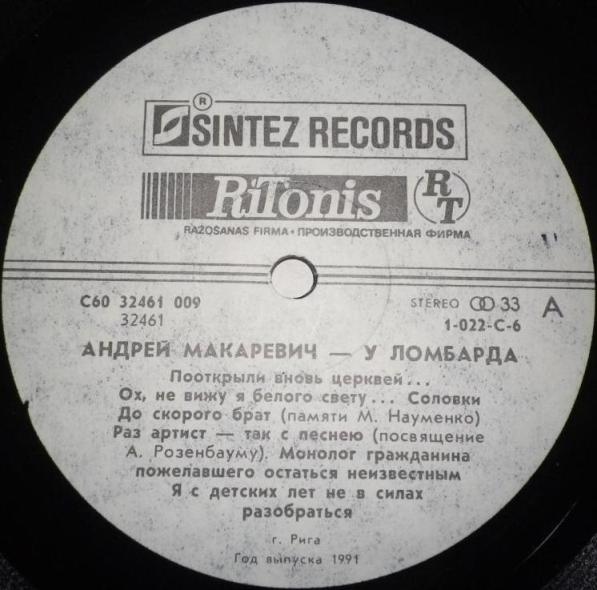 ®
SINTEZ RECORDS
RiTonis RT
RAŽOŠANAS FIRMA • ПРОИЗВОДСТВЕННАЯ ФИРМА
С60 32461 009 STEREO 33 A
32461 1-022-С-6
АНДРЕЙ МАКАРЕВИЧ — У ЛОМБАРДА
Пооткрыли вновь церквей...
Ох, не вижу я белого свету... Соловки
До скорого брат (памяти М. Науменко)
Раз артист — так с песнею (посвящение
А. Розенбауму). Монолог гражданина
пожелавшего остаться неизвестным
Я с детских лет не в силах
разобраться
г. Рига
Год выпуска 1991